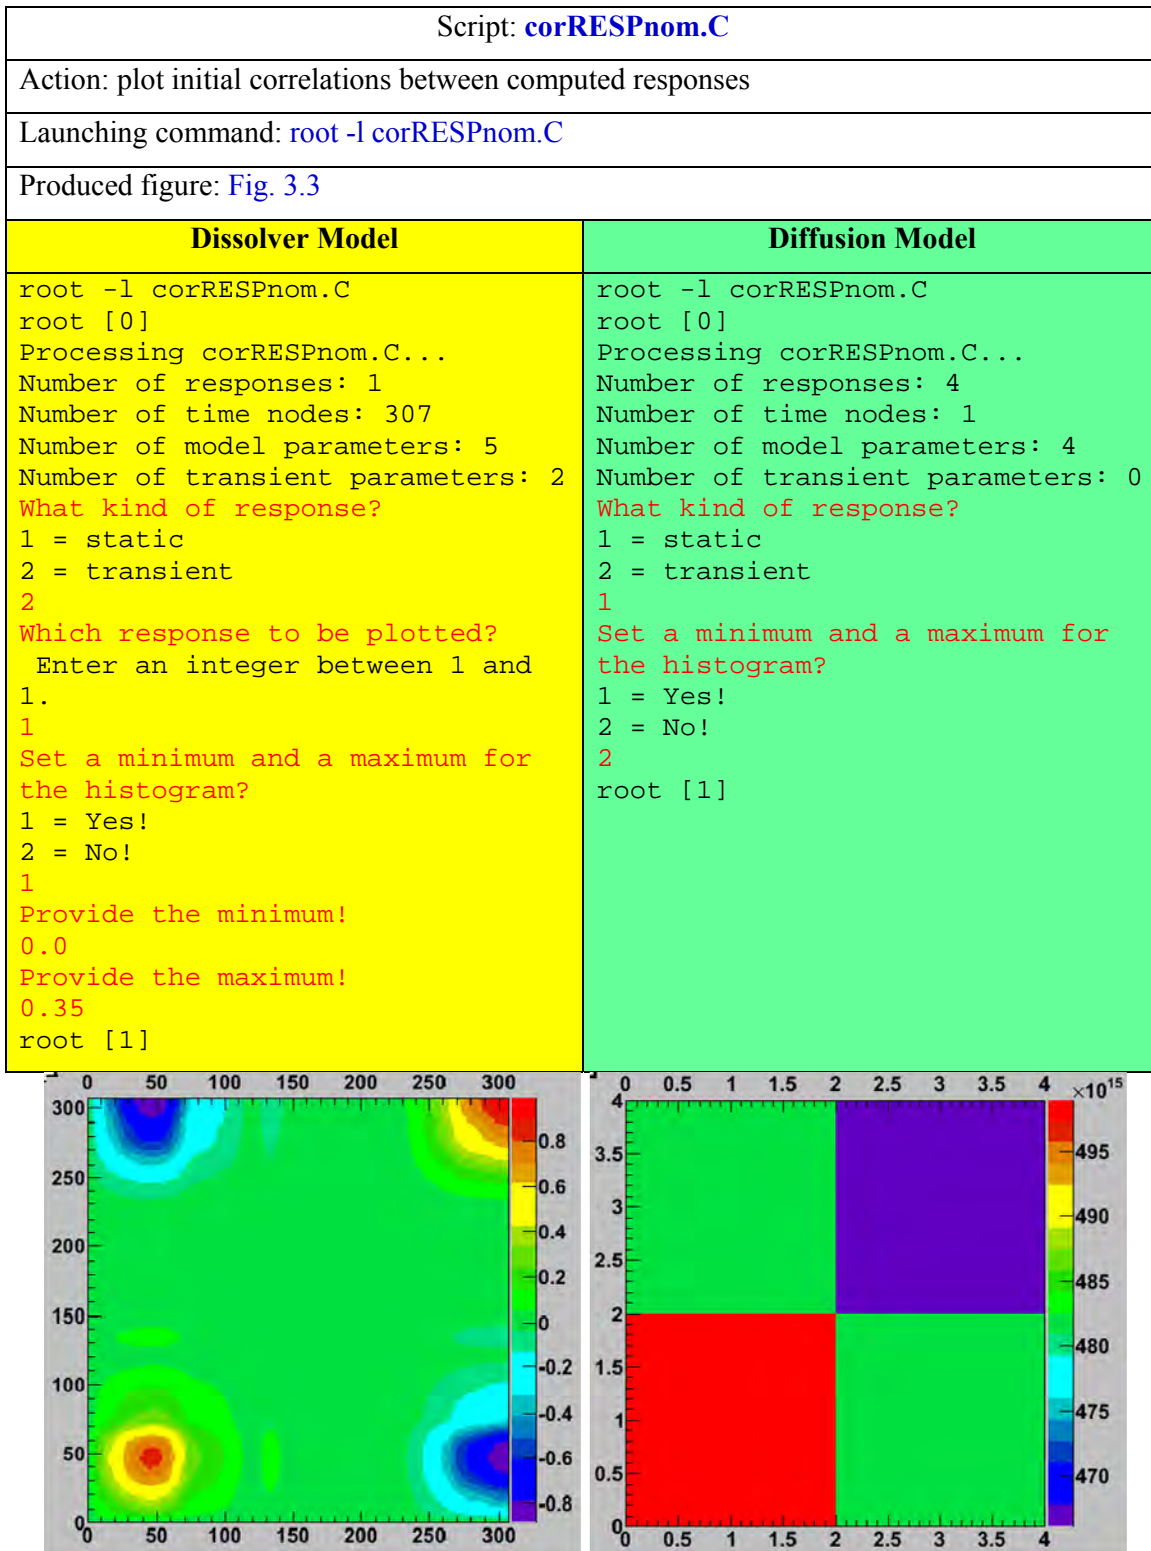 Script: corRESPnom.C
Action: plot initial correlations between computed responses
Launching command: root -l corRESPnom.C
Produced figure: Fig. 3.3
Dissolver Model
root -l corRESPnom.C
root [0]
Processing corRESPnom.C...
Number of responses: 1
Number of time nodes: 307
Number of model parameters: 5
Number of transient parameters: 2
What kind of response?
1 = static
2 = transient
2
Which response to be plotted?
Enter an integer between 1 and
1.
1
Set a minimum and a maximum for
the histogram?
1 = Yes!
2 = No!
1
Provide the minimum!
0.0
Provide the maximum!
0.35
root [1]
Diffusion Model
root -l corRESPnom.C
root [0]
Processing corRESPnom.C...
Number of responses: 4
Number of time nodes: 1
Number of model parameters: 4
Number of transient parameters: 0
What kind of response?
1 = static
2 = transient
1
Set a minimum and a maximum for
the histogram?
1 = Yes!
2 = No!
2
root [1]
0 50 100 150 200 250 300
300
250
200
150
100
50
0
0 50 100 150 200 250 300
0.8
0.6
0.4
0.2
0
-0.2
-0.4
-0.6
-0.8
0 0.5 1 1.5 2 2.5 3 3.5 4
×10¹⁵
4
3.5
3
2.5
2
1.5
1
0.5
0
0 0.5 1 1.5 2 2.5 3 3.5 4
495
490
485
480
475
470